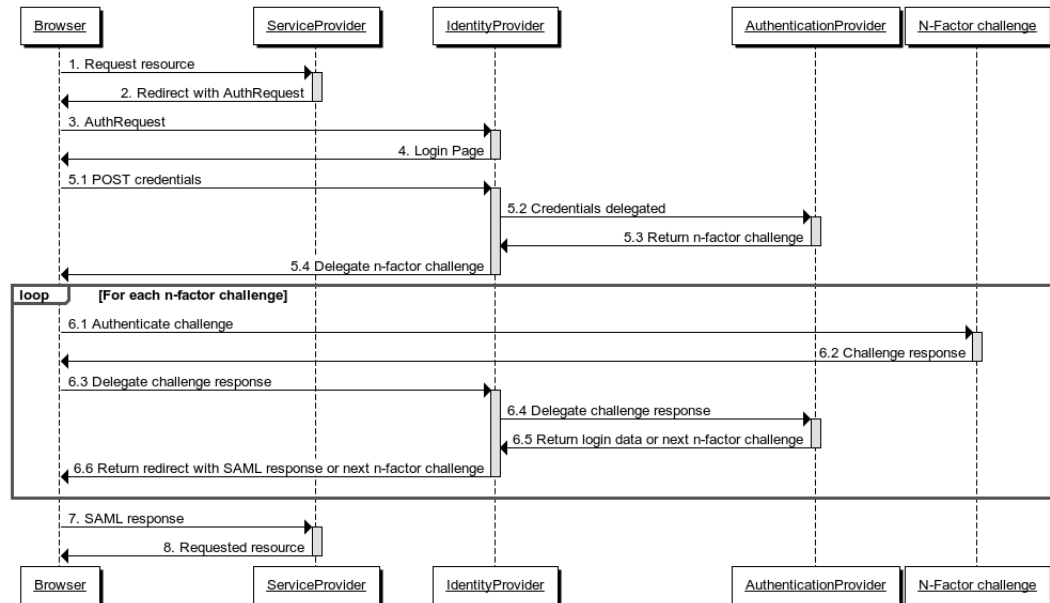 Browser ServiceProvider IdentityProvider AuthenticationProvider N-Factor challenge
1. Request resource
2. Redirect with AuthRequest
3. AuthRequest
4. Login Page
5.1 POST credentials
5.2 Credentials delegated
5.3 Return n-factor challenge
5.4 Delegate n-factor challenge
loop [For each n-factor challenge]
6.1 Authenticate challenge
6.2 Challenge response
6.3 Delegate challenge response
6.4 Delegate challenge response
6.5 Return login data or next n-factor challenge
6.6 Return redirect with SAML response or next n-factor challenge
7. SAML response
8. Requested resource
Browser ServiceProvider IdentityProvider AuthenticationProvider N-Factor challenge